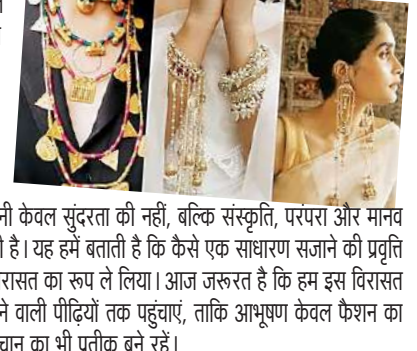 नी केवल सुंदरता की नहीं, बल्कि संस्कृति, परंपरा और मानव
ी है। यह हमें बताती है कि कैसे एक साधारण सजाने की प्रवृत्ति
रासत का रूप ले लिया। आज जरूरत है कि हम इस विरासत
ने वाली पीढ़ियों तक पहुंचाएं, ताकि आभूषण केवल फैशन का
चान का भी प्रतीक बने रहें।